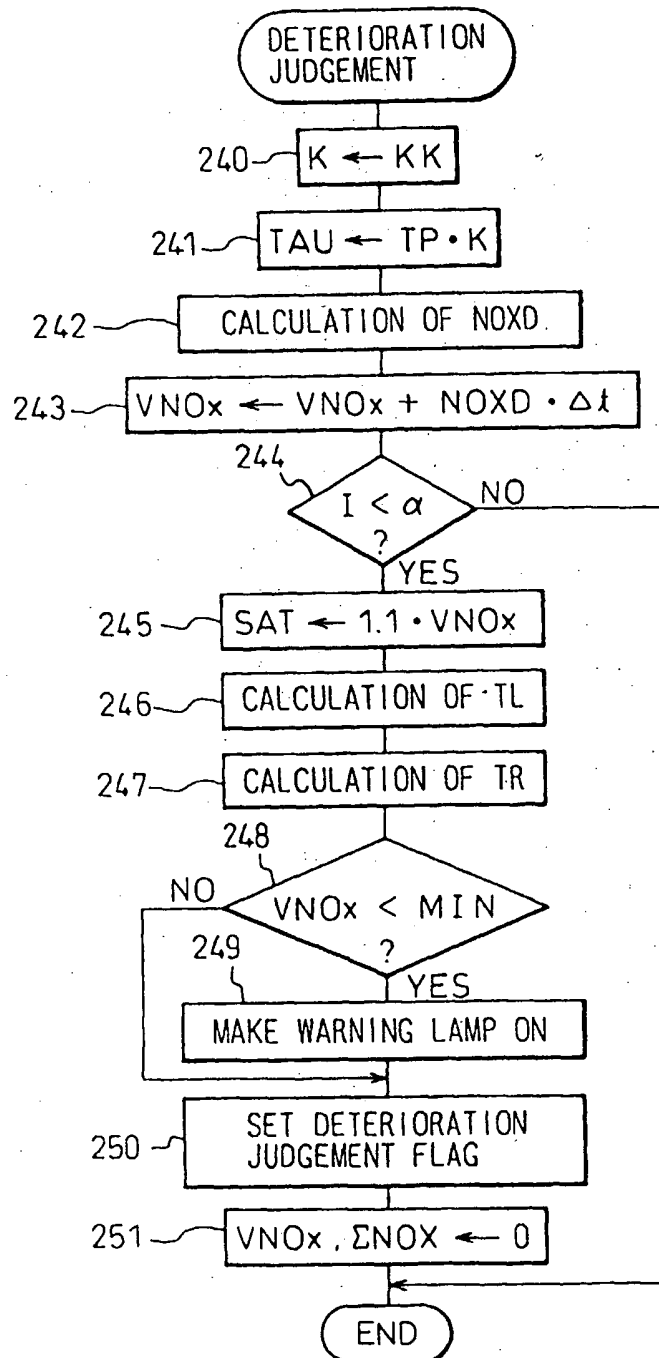 DETERIORATION
JUDGEMENT
240
K ← KK
241
TAU ← TP・K
242
CALCULATION OF NOXD
243
VNOx ← VNOx + NOXD・Δt
244
I < α
?
NO
YES
245
SAT ← 1.1・VNOx
246
CALCULATION OF TL
247
CALCULATION OF TR
248
NO
VNOx < MIN
?
249
YES
MAKE WARNING LAMP ON
250
SET DETERIORATION
JUDGEMENT FLAG
251
VNOx , ΣNOX ← 0
END